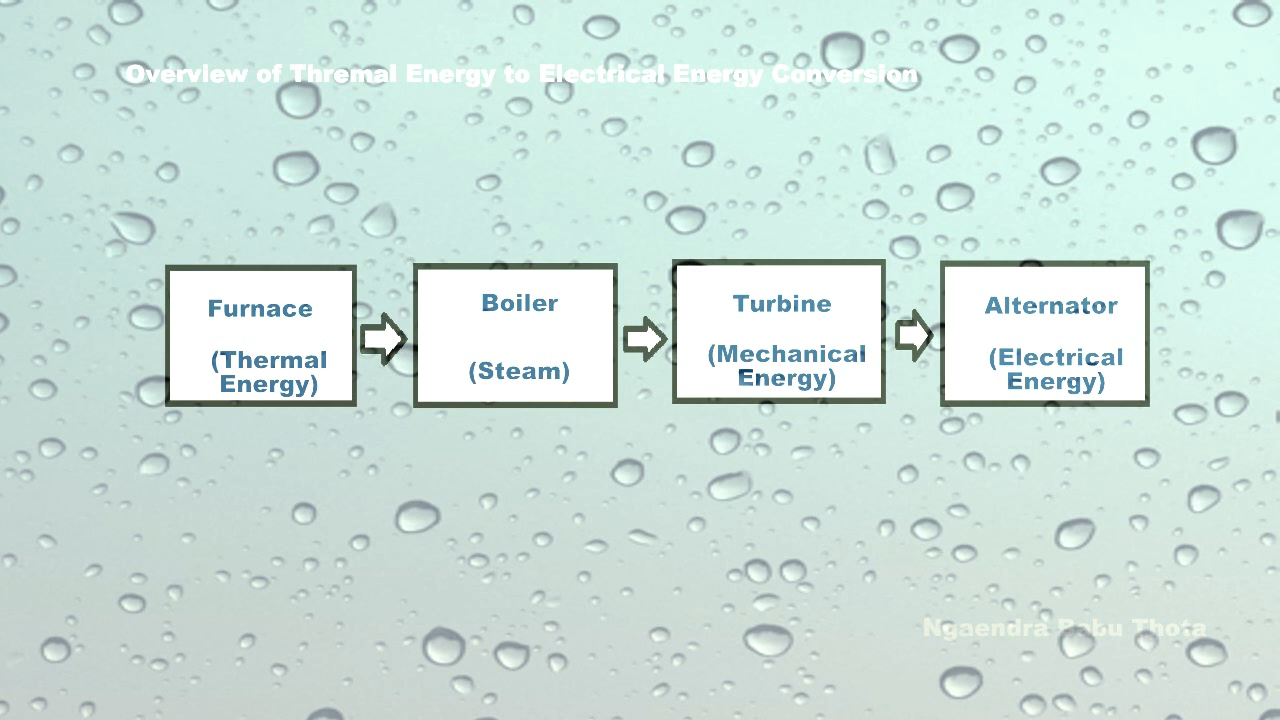 Overview of Thremal Energy to Electrical Energy Conversion
Furnace
(Thermal
Energy)
Boiler
(Steam)
Turbine
(Mechanical
Energy)
Alternator
(Electrical
Energy)
Ngaendra Babu Thota